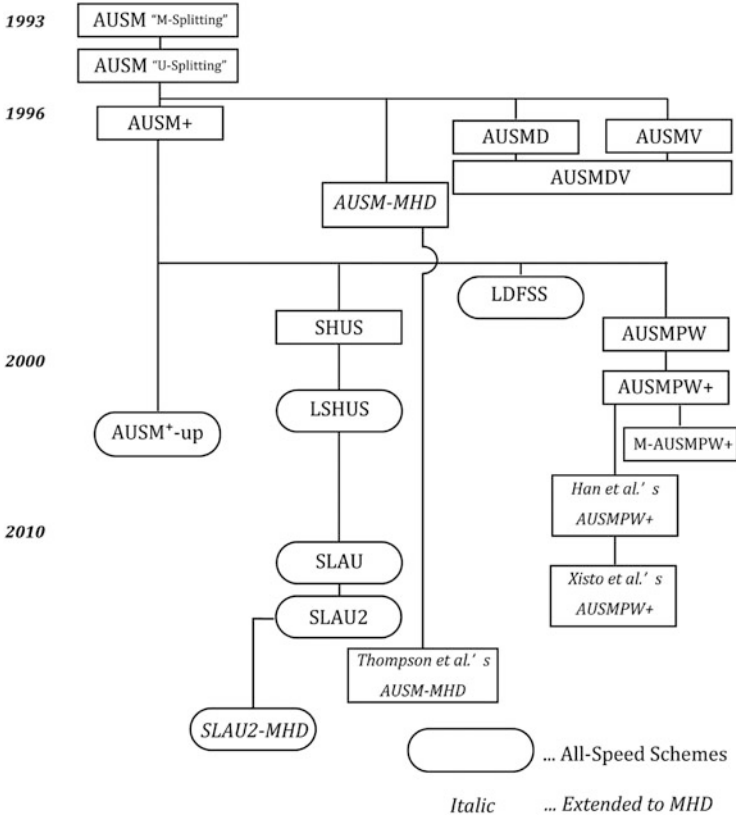 1993
AUSM "M-Splitting"
AUSM "U-Splitting"
1996
AUSM+
AUSMD
AUSMV
AUSMDV
AUSM-MHD
LDFSS
SHUS
AUSMPW
2000
AUSMPW+
LSHUS
AUSM⁺-up
M-AUSMPW+
Han et al.' s
AUSMPW+
2010
SLAU
Xisto et al.' s
AUSMPW+
SLAU2
Thompson et al.' s
AUSM-MHD
SLAU2-MHD
... All-Speed Schemes
Italic ... Extended to MHD